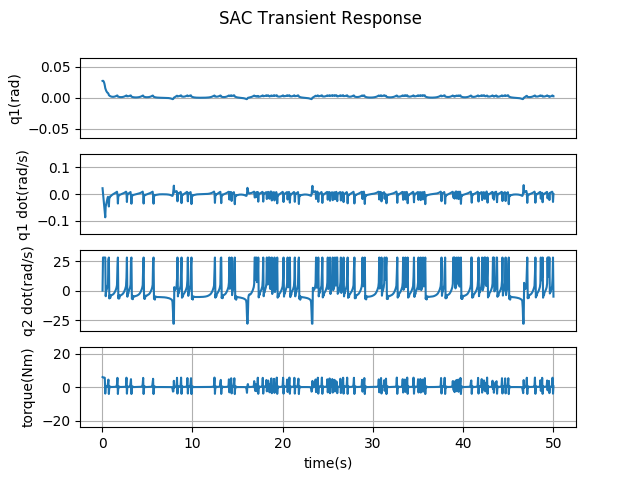 SAC Transient Response
q1(rad)
0.05
0.00
−0.05
q1 dot(rad/s)
0.1
0.0
−0.1
q2 dot(rad/s)
25
0
−25
torque(Nm)
20
0
−20
0 10 20 30 40 50
time(s)